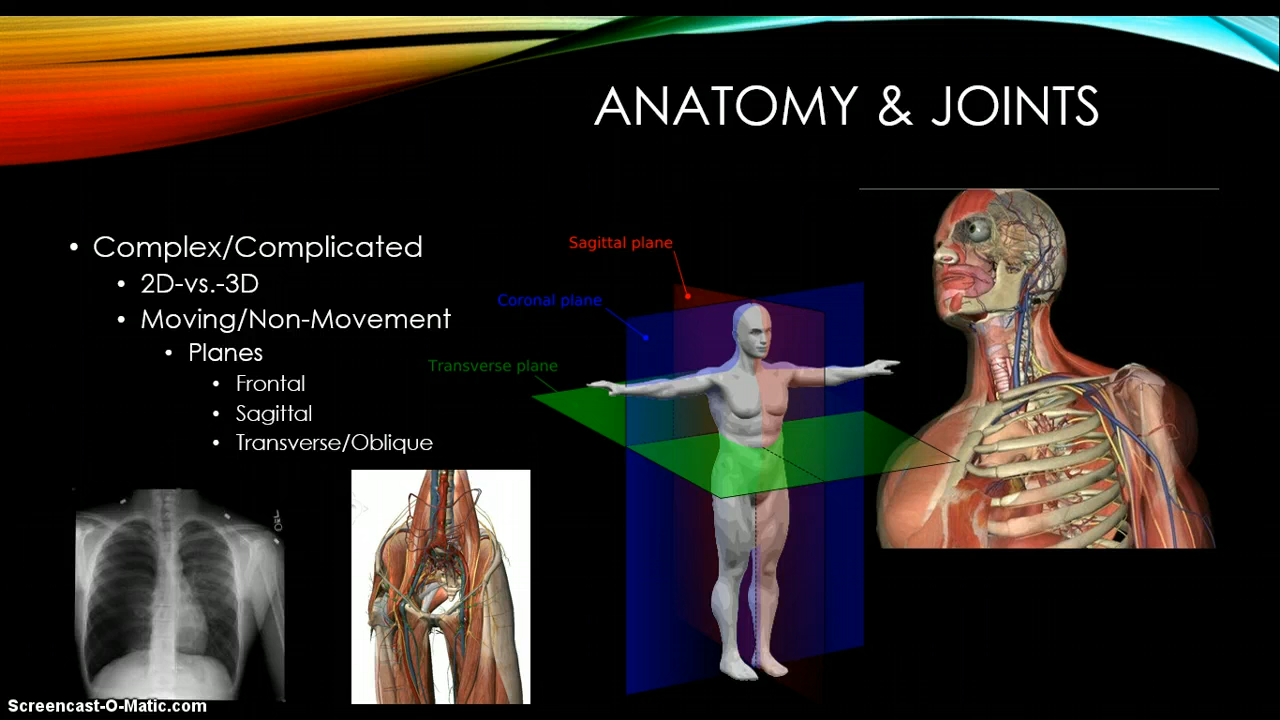 ANATOMY & JOINTS
• Complex/Complicated
• 2D-vs.-3D
• Moving/Non-Movement
• Planes
• Frontal
• Sagittal
• Transverse/Oblique
Sagittal plane
Coronal plane
Transverse plane
Screencast-O-Matic.com